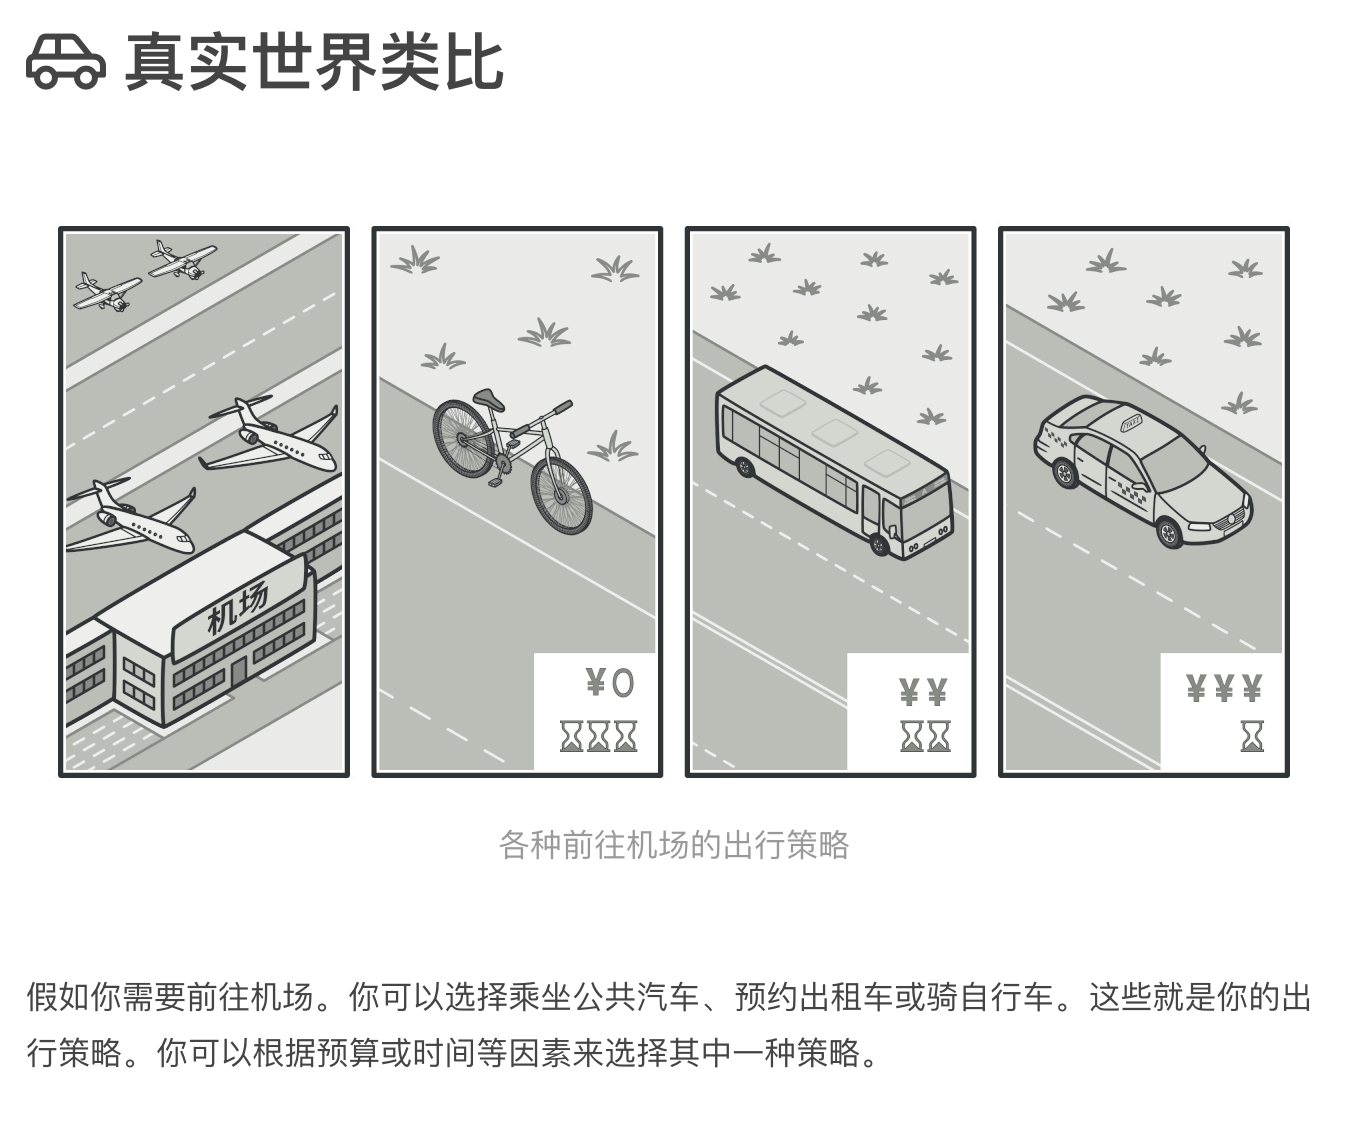 真实世界类比
机场
TAXI
¥0
¥¥
¥¥¥
各种前往机场的出行策略
假如你需要前往机场。你可以选择乘坐公共汽车、预约出租车或骑自行车。这些就是你的出
行策略。你可以根据预算或时间等因素来选择其中一种策略。